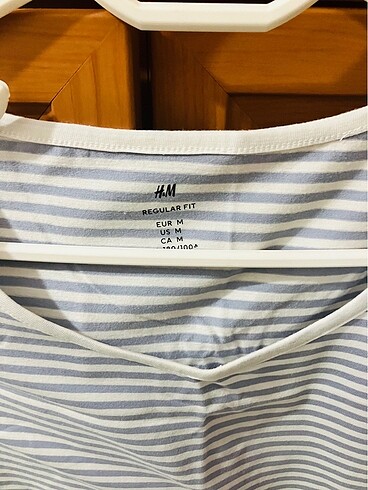 H&M
REGULAR FIT
EUR M
US M
CA M